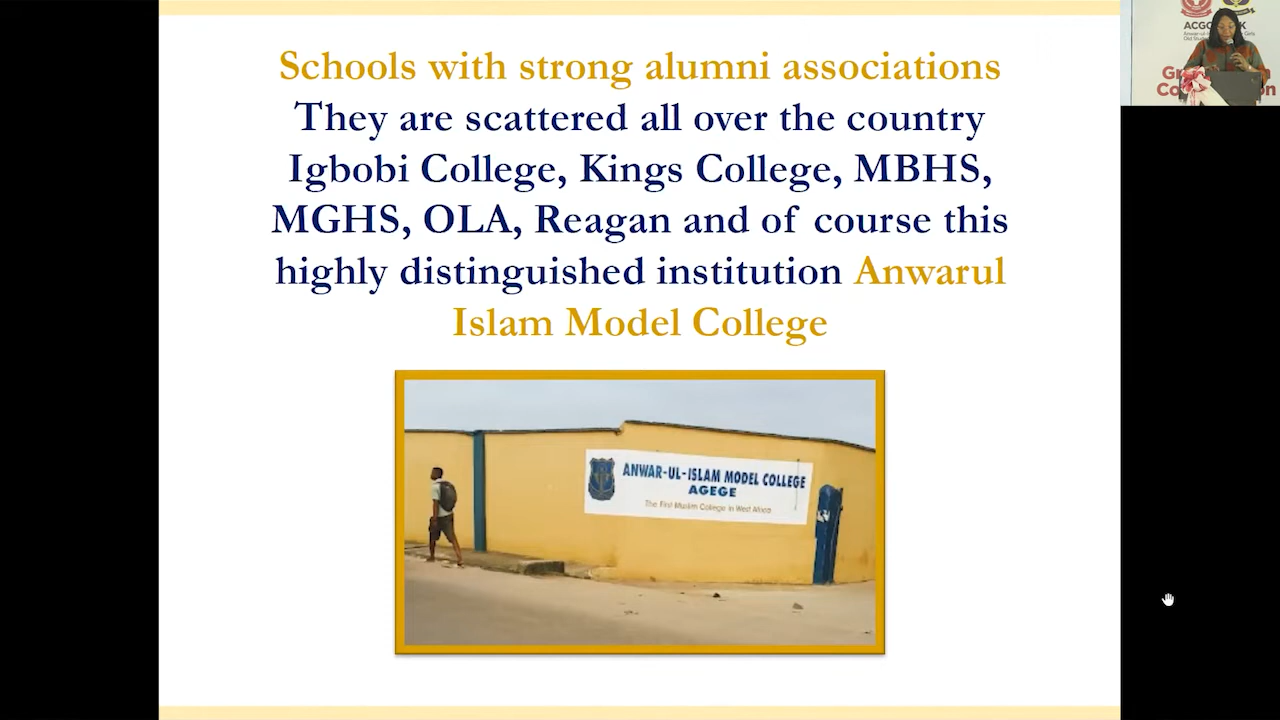 Schools with strong alumni associations
They are scattered all over the country
Igbobi College, Kings College, MBHS,
MGHS, OLA, Reagan and of course this
highly distinguished institution Anwarul
Islam Model College
ANWAR-UL-ISLAM MODEL COLLEGE
AGEGE
The First Muslim College in West Africa